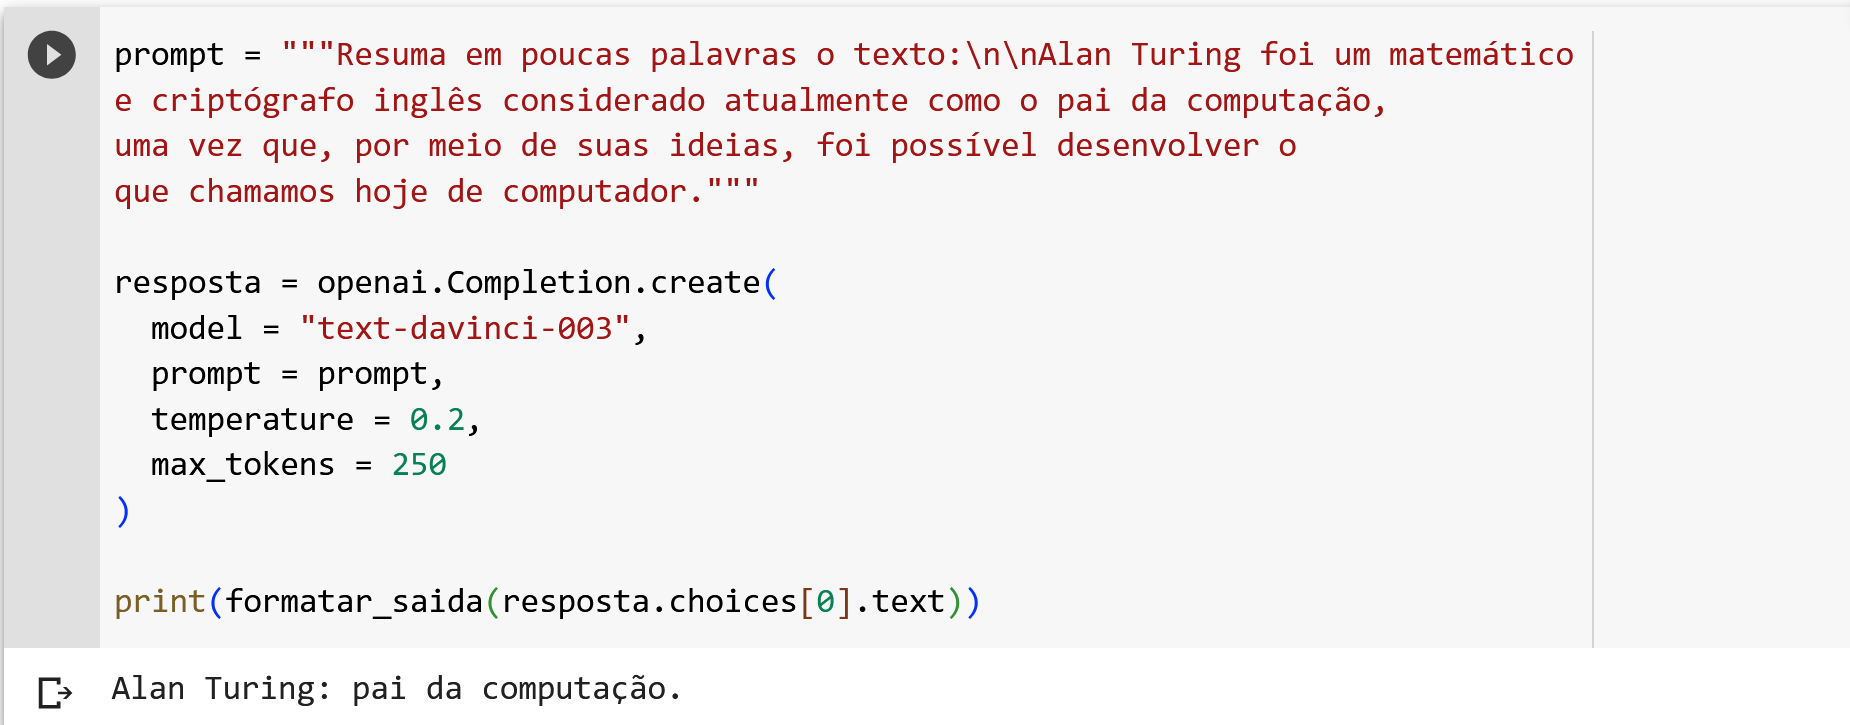 prompt = """Resuma em poucas palavras o texto:\n\nAlan Turing foi um matemático
e criptógrafo inglês considerado atualmente como o pai da computação,
uma vez que, por meio de suas ideias, foi possível desenvolver o
que chamamos hoje de computador."""
resposta = openai.Completion.create(
  model = "text-davinci-003",
  prompt = prompt,
  temperature = 0.2,
  max_tokens = 250
)
print(formatar_saida(resposta.choices[0].text))
Alan Turing: pai da computação.